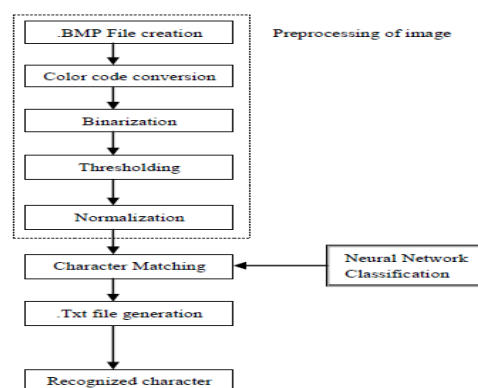 .BMP File creation
Preprocessing of image
Color code conversion
Binarization
Thresholding
Normalization
Character Matching
Neural Network
Classification
.Txt file generation
Recognized character